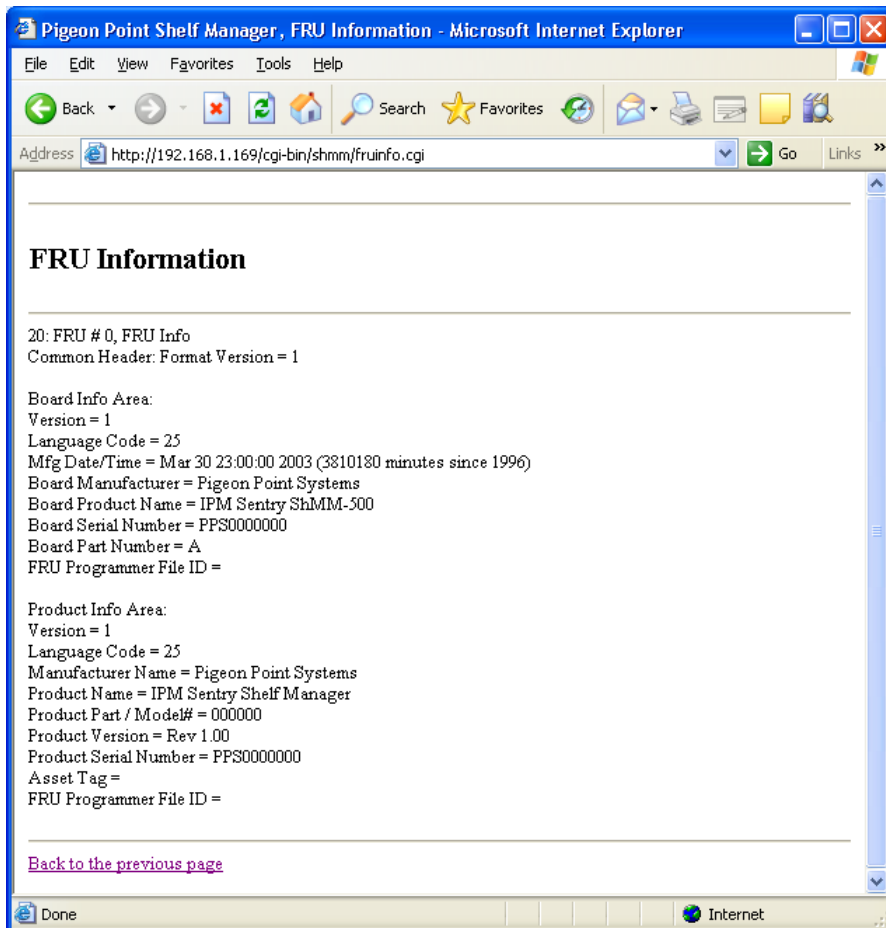 Pigeon Point Shelf Manager, FRU Information - Microsoft Internet Explorer
File Edit View Favorites Tools Help
Back Search Favorites
Address http://192.168.1.169/cgi-bin/shmm/fruinfo.cgi Go Links »
FRU Information
20: FRU # 0, FRU Info
Common Header: Format Version = 1
Board Info Area:
Version = 1
Language Code = 25
Mfg Date/Time = Mar 30 23:00:00 2003 (3810180 minutes since 1996)
Board Manufacturer = Pigeon Point Systems
Board Product Name = IPM Sentry ShMM-500
Board Serial Number = PPS0000000
Board Part Number = A
FRU Programmer File ID =
Product Info Area:
Version = 1
Language Code = 25
Manufacturer Name = Pigeon Point Systems
Product Name = IPM Sentry Shelf Manager
Product Part / Model# = 000000
Product Version = Rev 1.00
Product Serial Number = PPS0000000
Asset Tag =
FRU Programmer File ID =
Back to the previous page
Done Internet